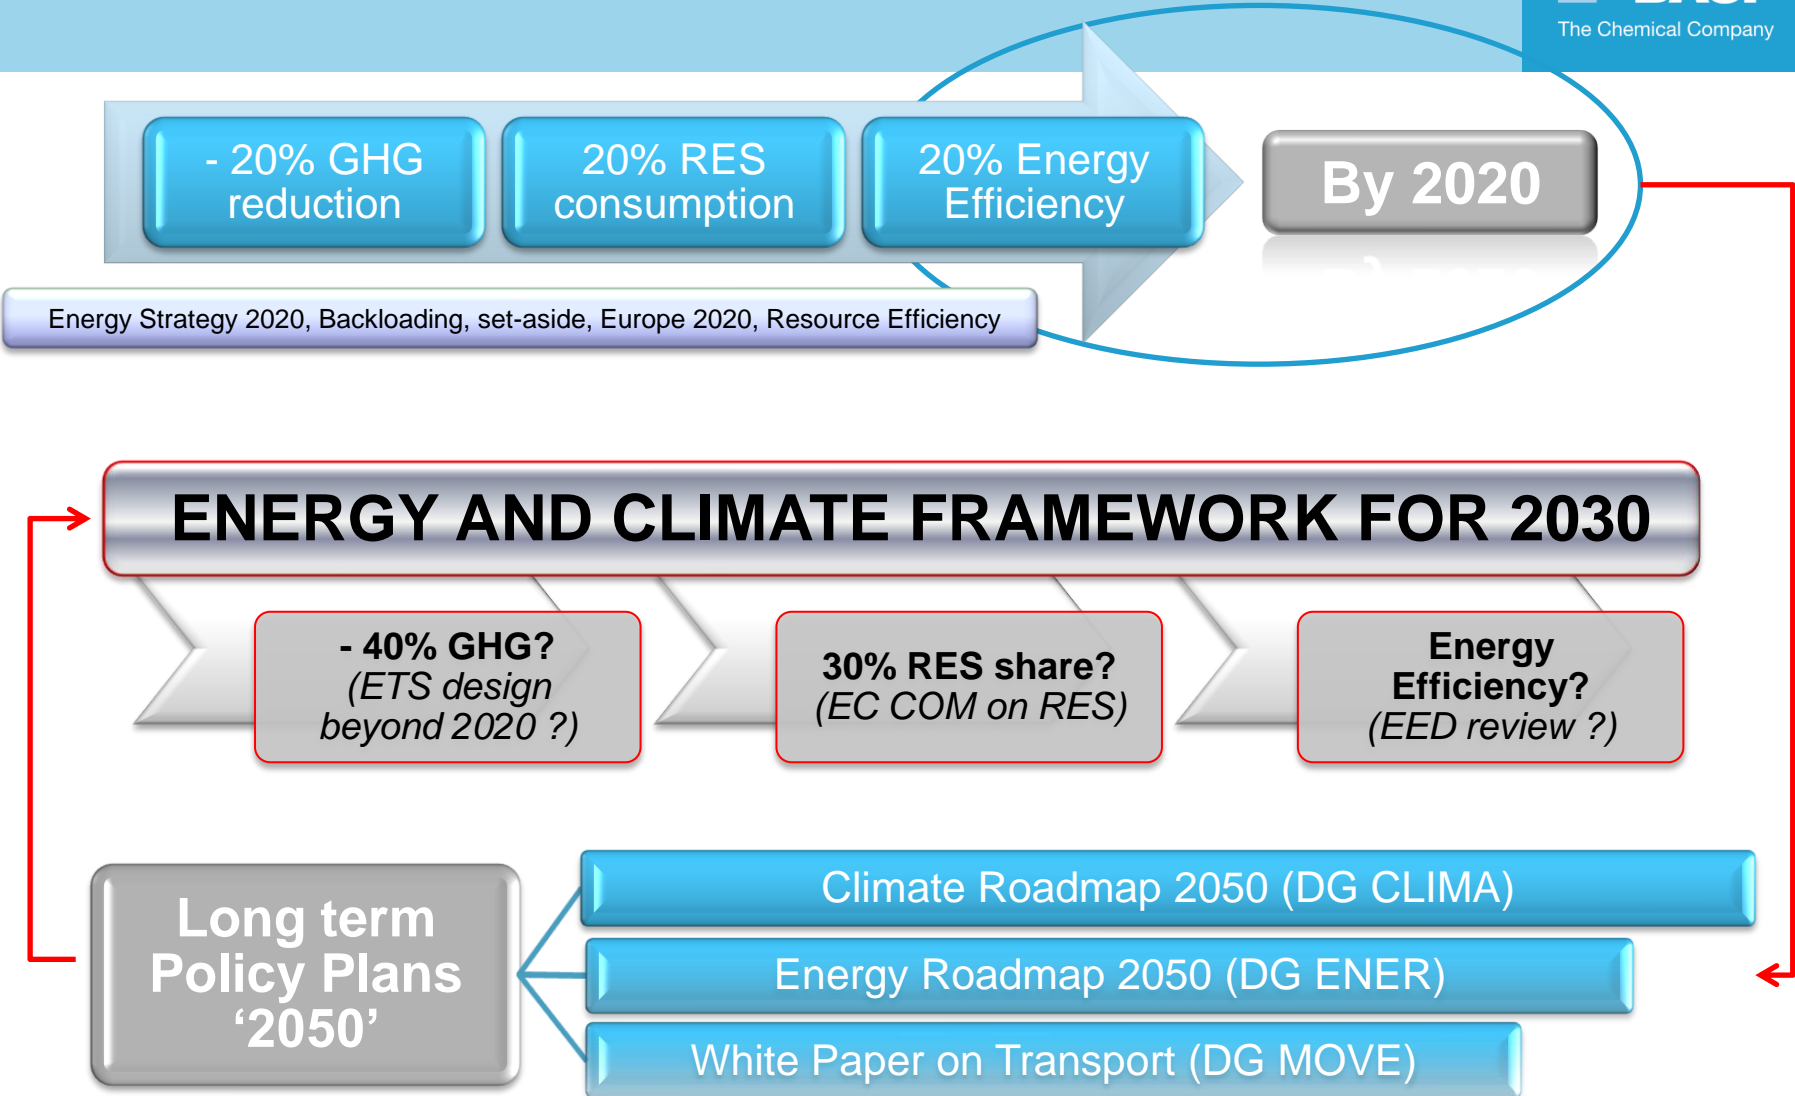 The Chemical Company
- 20% GHG
reduction
20% RES
consumption
20% Energy
Efficiency
By 2020
Energy Strategy 2020, Backloading, set-aside, Europe 2020, Resource Efficiency
ENERGY AND CLIMATE FRAMEWORK FOR 2030
- 40% GHG?
(ETS design
beyond 2020 ?)
30% RES share?
(EC COM on RES)
Energy
Efficiency?
(EED review ?)
Long term
Policy Plans
‘2050’
Climate Roadmap 2050 (DG CLIMA)
Energy Roadmap 2050 (DG ENER)
White Paper on Transport (DG MOVE)